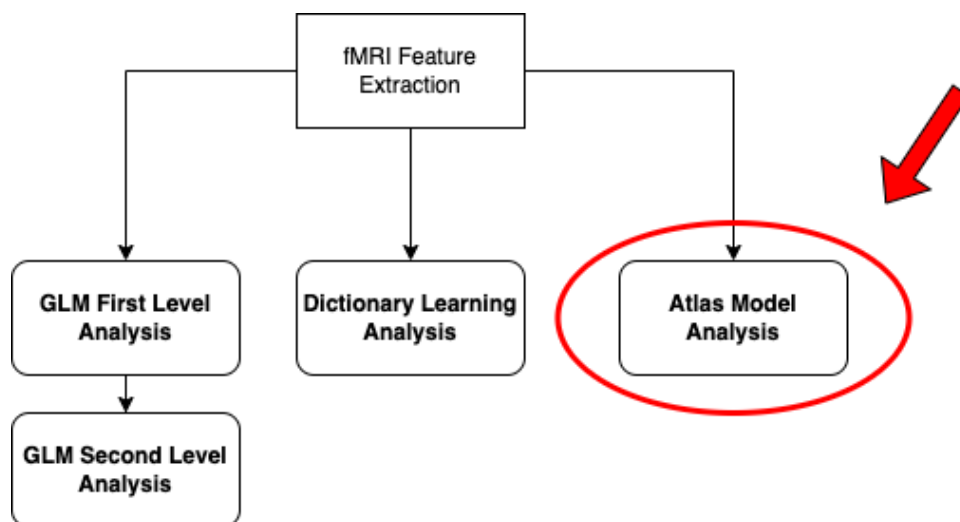 fMRI Feature
Extraction
GLM First Level
Analysis
Dictionary Learning
Analysis
Atlas Model
Analysis
GLM Second Level
Analysis